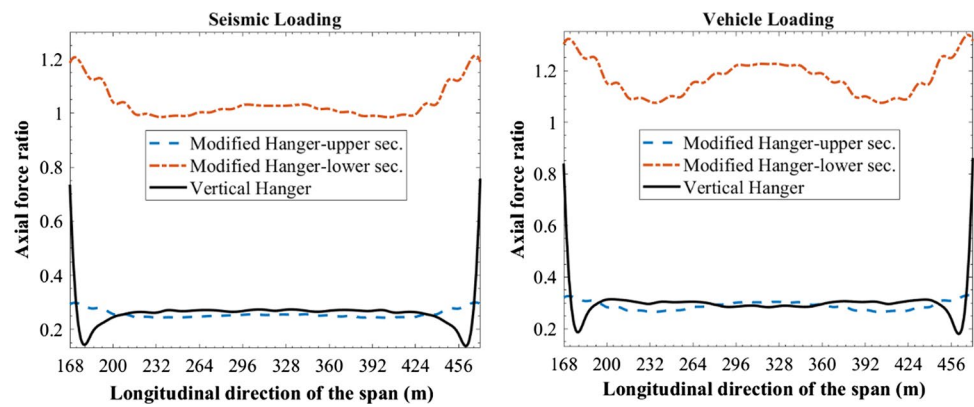 Seismic Loading
Axial force ratio
1.2
1
0.8
0.6
0.4
0.2
Modified Hanger-upper sec.
Modified Hanger-lower sec.
Vertical Hanger
168 200 232 264 296 328 360 392 424 456
Longitudinal direction of the span (m)
Vehicle Loading
Axial force ratio
1.2
1
0.8
0.6
0.4
0.2
Modified Hanger-upper sec.
Modified Hanger-lower sec.
Vertical Hanger
168 200 232 264 296 328 360 392 424 456
Longitudinal direction of the span (m)